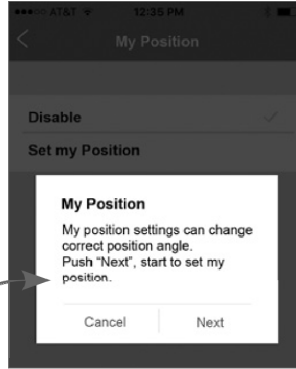 AT&T 12:35 PM
My Position
Disable
Set my Position
My Position
My position settings can change
correct position angle.
Push “Next”, start to set my
position.
Cancel Next